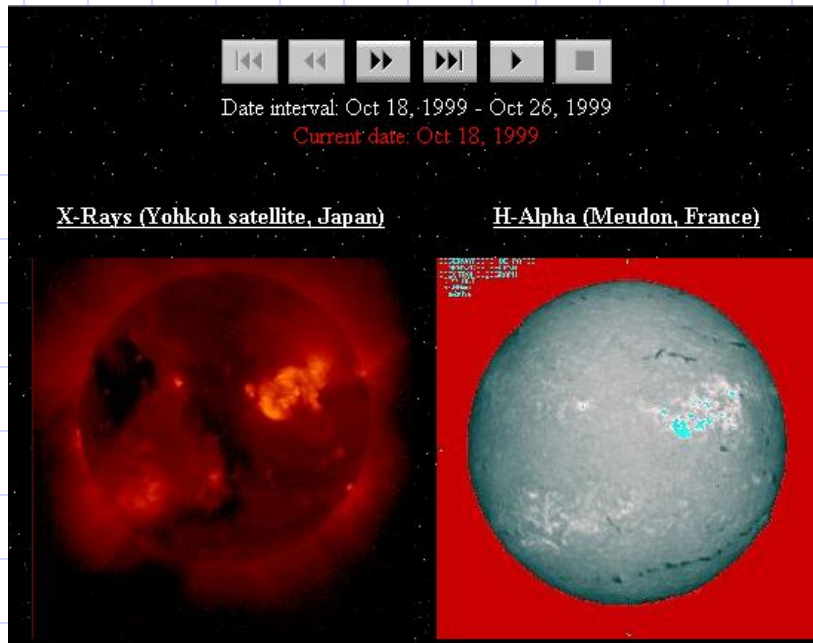 Date interval: Oct 18, 1999 - Oct 26, 1999
Current date: Oct 18, 1999
X-Rays (Yohkoh satellite, Japan)
H-Alpha (Meudon, France)